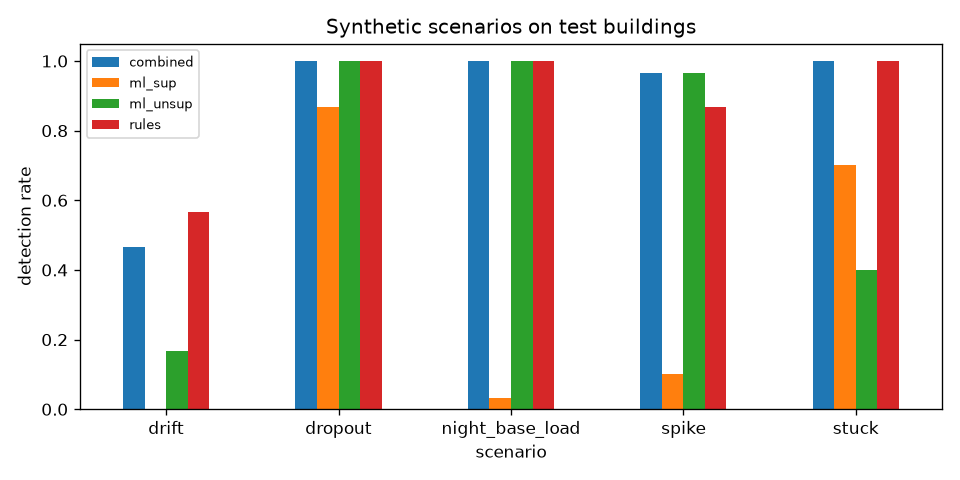 Synthetic scenarios on test buildings
combined
ml_sup
ml_unsup
rules
detection rate
1.0
0.8
0.6
0.4
0.2
0.0
drift dropout night_base_load spike stuck
scenario